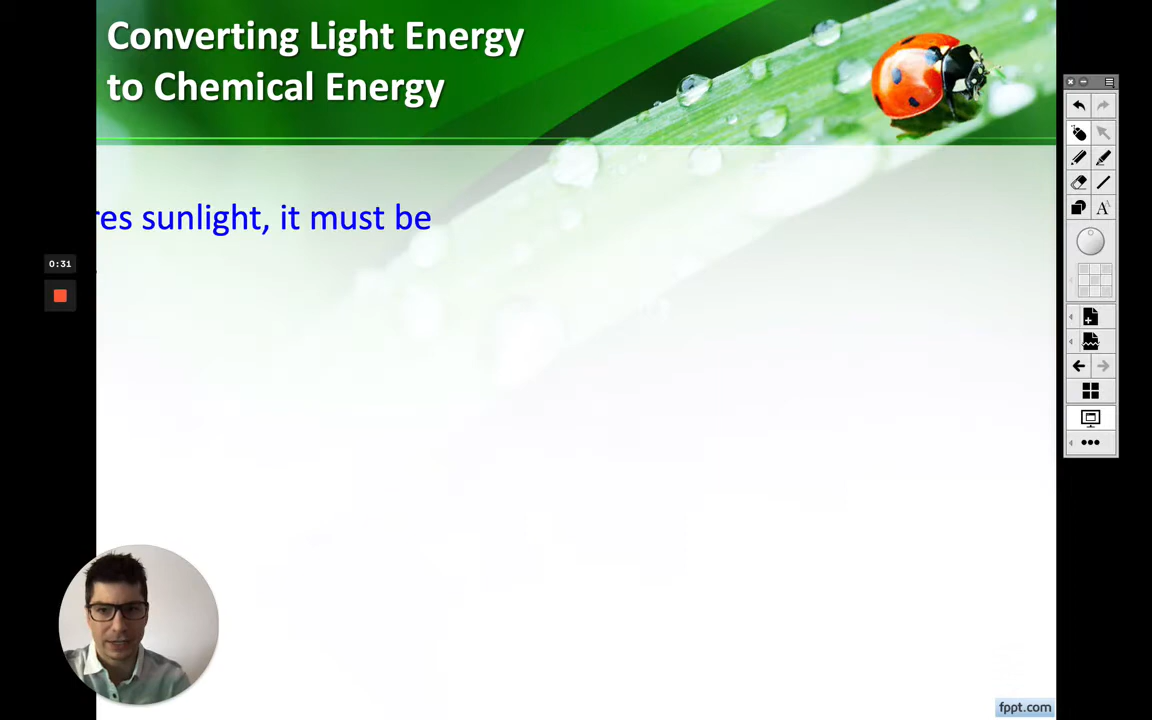 Converting Light Energy
to Chemical Energy
res sunlight, it must be
0:31
fppt.com